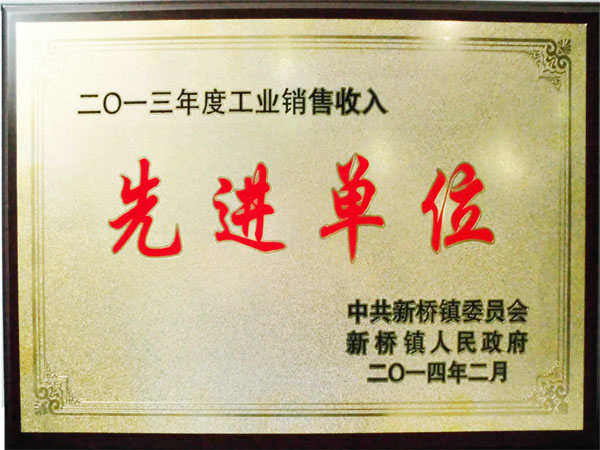 二〇一三年度工业销售收入
先进单位
中共新桥镇委员会
新桥镇人民政府
二〇一四年二月